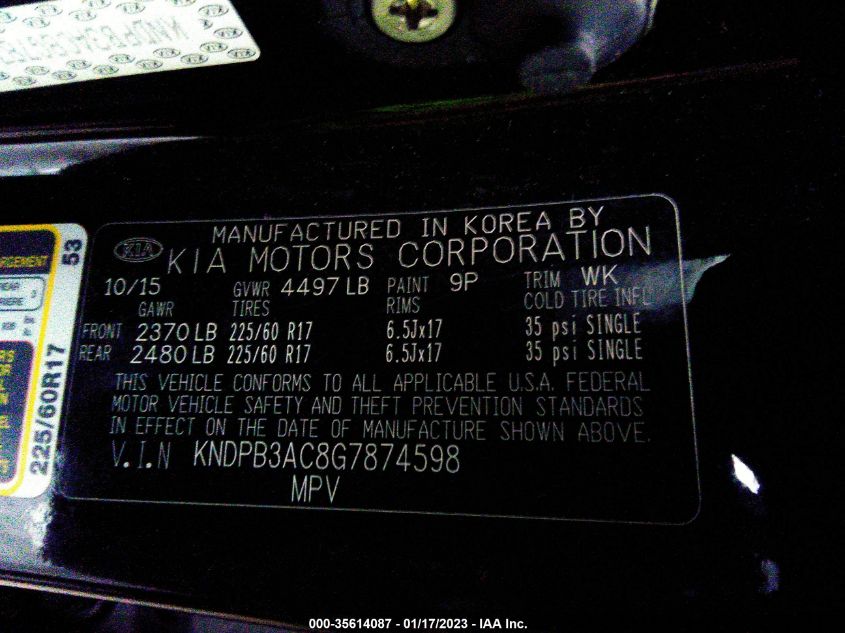 KIA
MANUFACTURED IN KOREA BY
KIA MOTORS CORPORATION
10/15 GVWR 4497 LB PAINT 9P TRIM WK
GAWR TIRES RIMS COLD TIRE INFL
FRONT 2370 LB 225/60 R17 6.5Jx17 35 psi SINGLE
REAR 2480 LB 225/60 R17 6.5Jx17 35 psi SINGLE
THIS VEHICLE CONFORMS TO ALL APPLICABLE U.S.A. FEDERAL
MOTOR VEHICLE SAFETY AND THEFT PREVENTION STANDARDS
IN EFFECT ON THE DATE OF MANUFACTURE SHOWN ABOVE.
V.I.N KNDPB3AC8G7874598
MPV
53
225/60R17
000-35614087 - 01/17/2023 - IAA Inc.